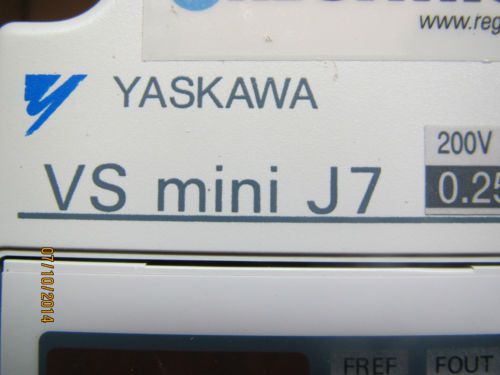 www.reg
YASKAWA
200V
VS mini J7
0.25
07/10/2014
FREF FOUT